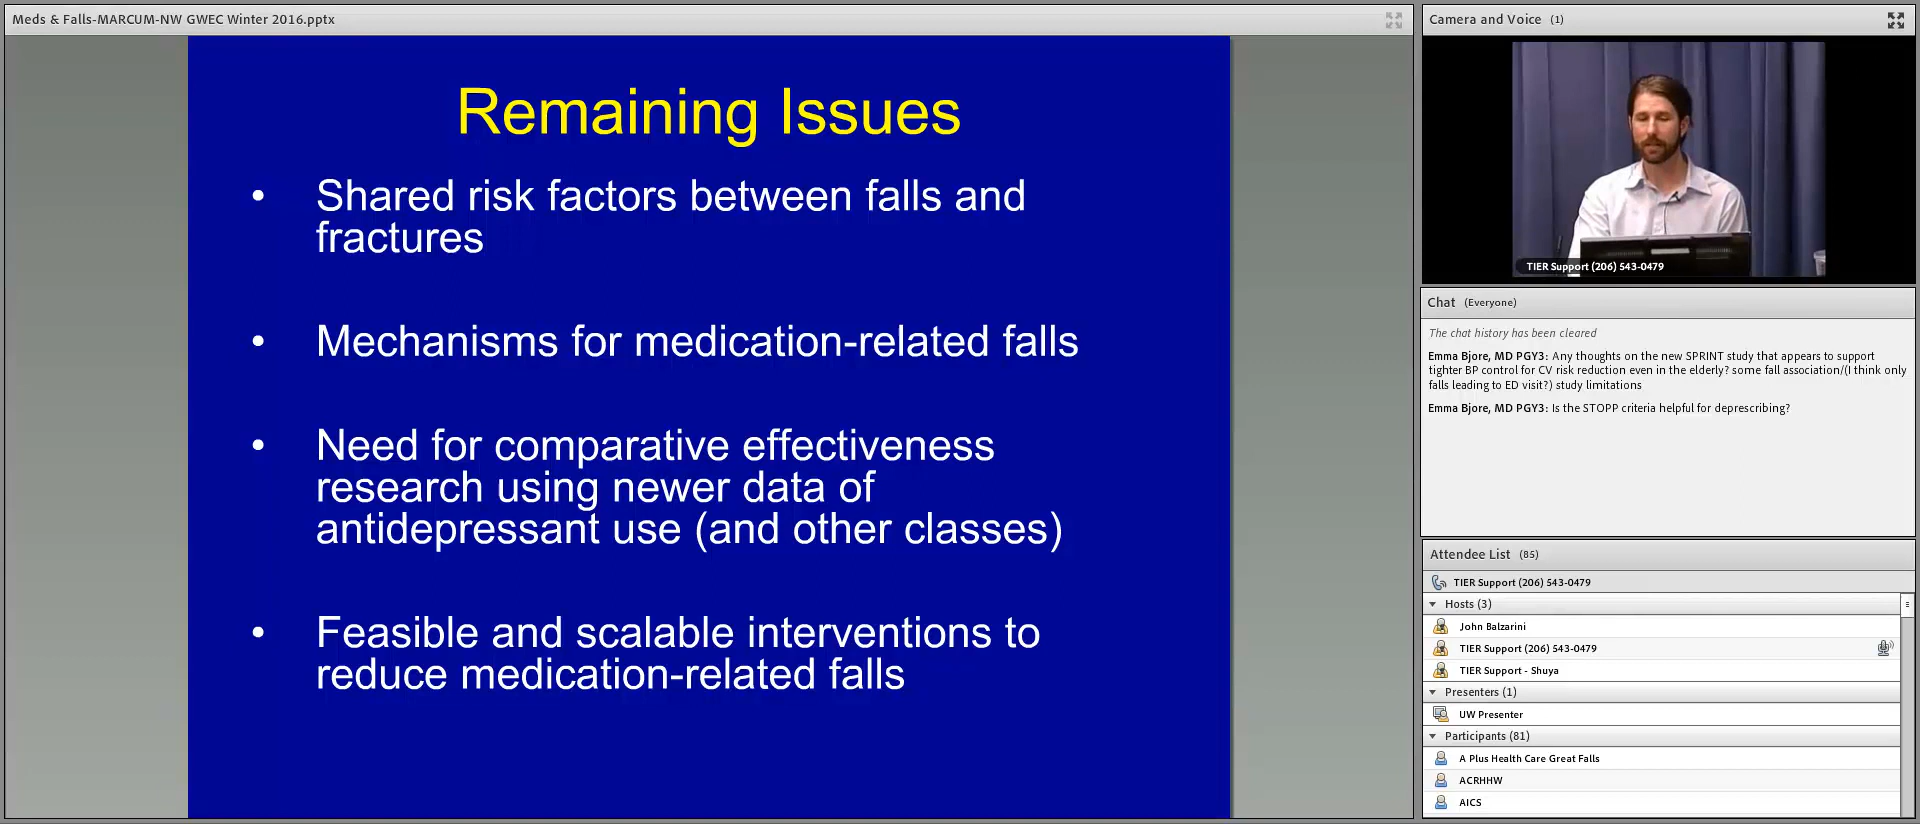 Meds & Falls-MARCUM-NW GWEC Winter 2016.pptx
Remaining Issues
• Shared risk factors between falls and
fractures
• Mechanisms for medication-related falls
• Need for comparative effectiveness
research using newer data of
antidepressant use (and other classes)
• Feasible and scalable interventions to
reduce medication-related falls
Camera and Voice (1)
TIER Support (206) 543-0479
Chat (Everyone)
The chat history has been cleared
Emma Bjore, MD PGY3: Any thoughts on the new SPRINT study that appears to support
tighter BP control for CV risk reduction even in the elderly? some fall association/(I think only
falls leading to ED visit?) study limitations
Emma Bjore, MD PGY3: Is the STOPP criteria helpful for deprescribing?
Attendee List (85)
TIER Support (206) 543-0479
Hosts (3)
John Balzarini
TIER Support (206) 543-0479
TIER Support - Shuya
Presenters (1)
UW Presenter
Participants (81)
A Plus Health Care Great Falls
ACRHHW
AICS